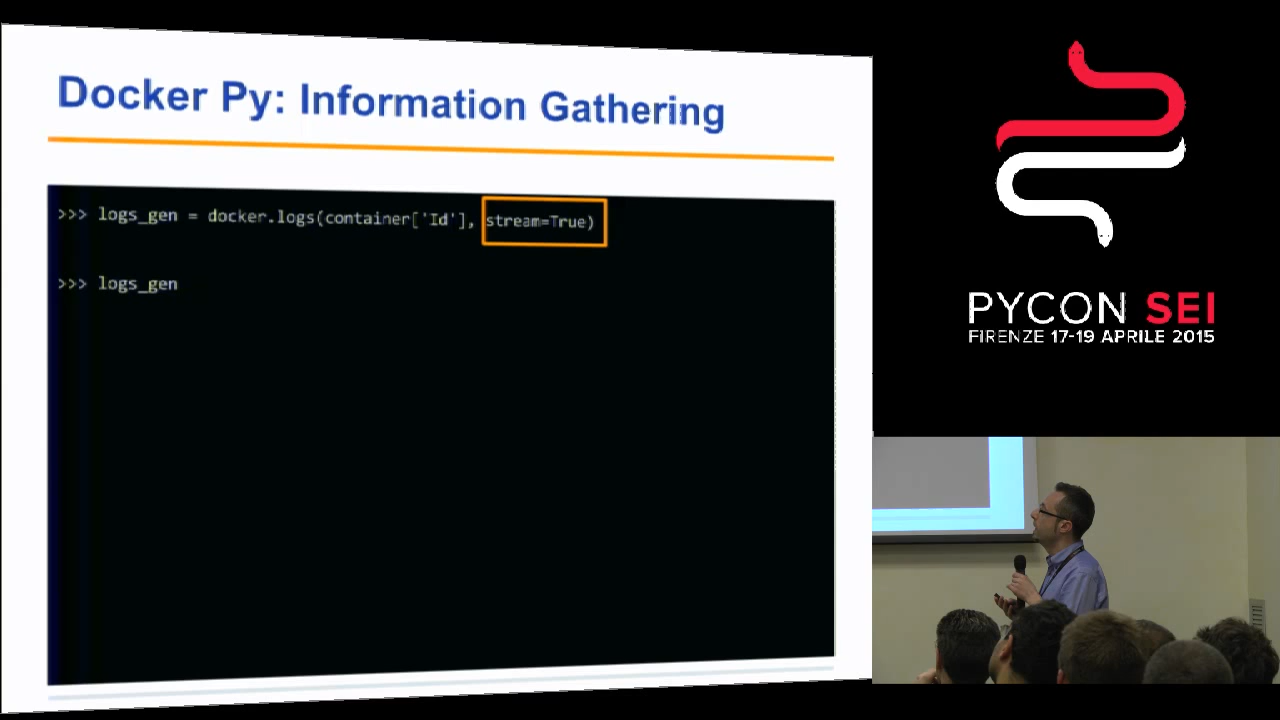 Docker Py: Information Gathering
>>> logs_gen = docker.logs(container['Id'], stream=True)
>>> logs_gen
PYCON SEI
FIRENZE 17-19 APRILE 2015